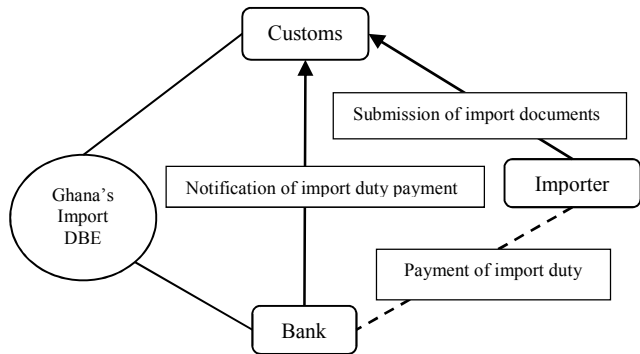 Customs
Submission of import documents
Notification of import duty payment
Importer
Ghana’s
Import
DBE
Payment of import duty
Bank